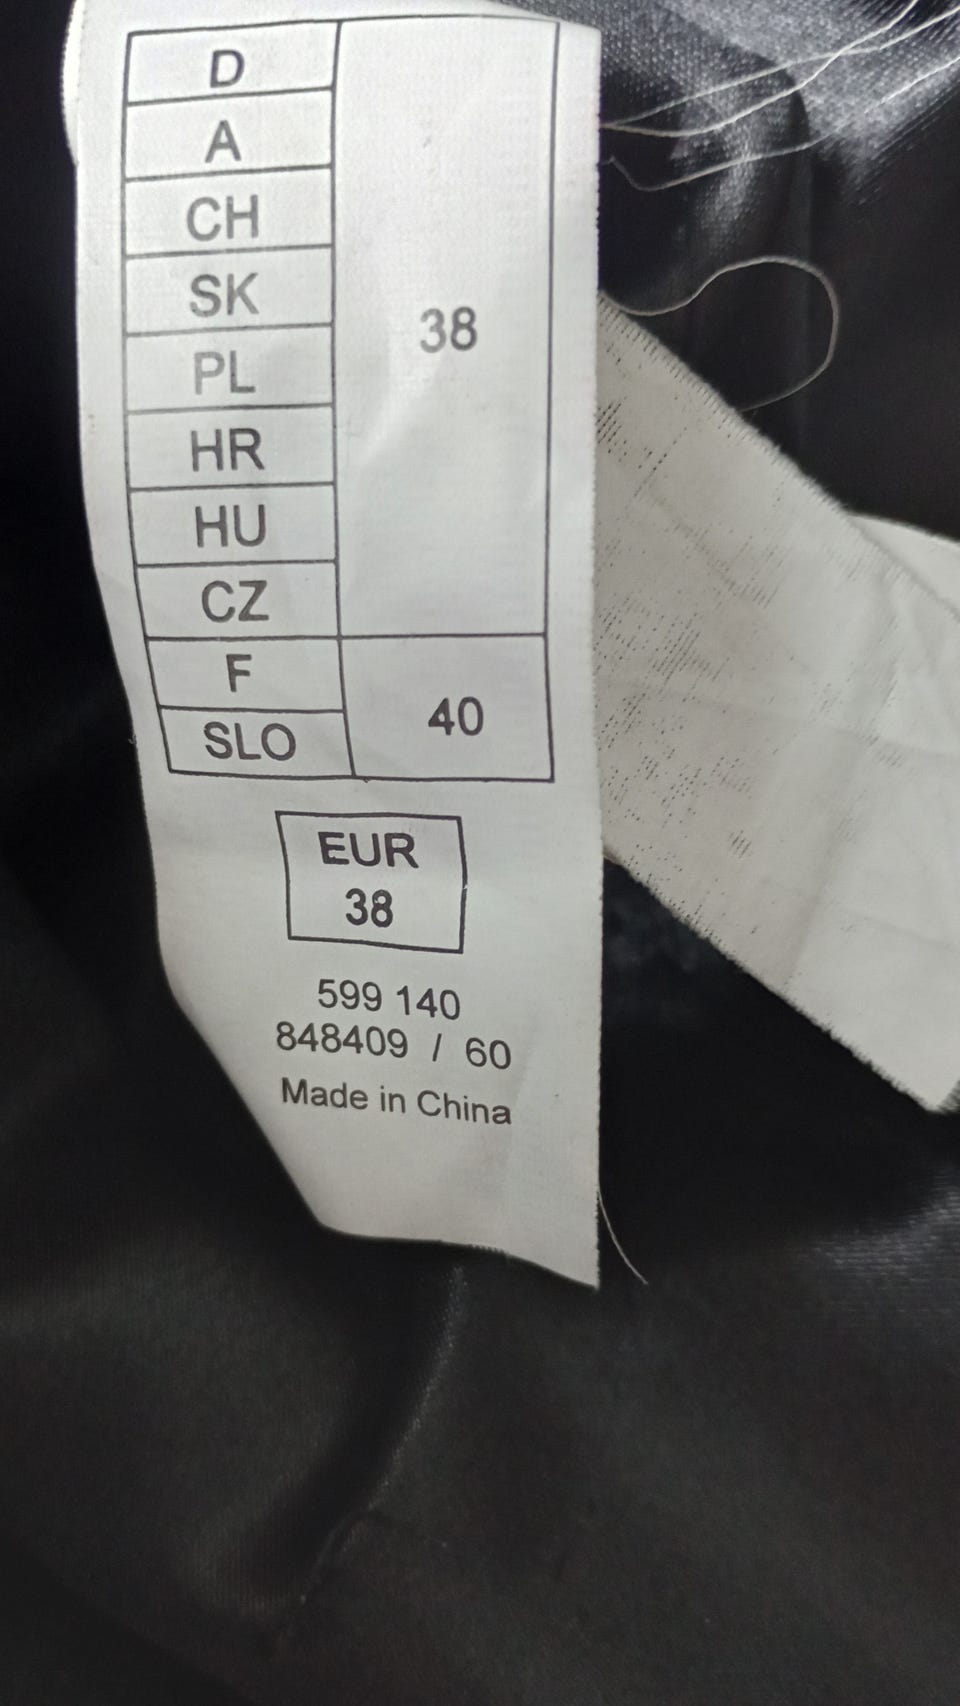 D
A
CH
SK
PL
HR
HU
CZ
38
F
SLO
40
EUR
38
599 140
848409 / 60
Made in China